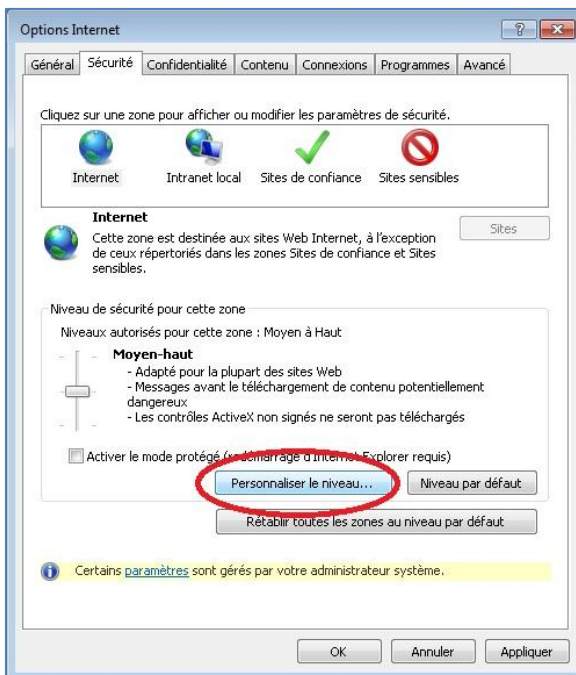 Options Internet
Général Sécurité Confidentialité Contenu Connexions Programmes Avancé
Cliquez sur une zone pour afficher ou modifier les paramètres de sécurité.
Internet Intranet local Sites de confiance Sites sensibles
Internet
Sites
Cette zone est destinée aux sites Web Internet, à l'exception
de ceux répertoriés dans les zones Sites de confiance et Sites
sensibles.
Niveau de sécurité pour cette zone
Niveaux autorisés pour cette zone : Moyen à Haut
Moyen-haut
- Adapté pour la plupart des sites Web
- Messages avant le téléchargement de contenu potentiellement
dangereux
- Les contrôles ActiveX non signés ne seront pas téléchargés
Activer le mode protégé (redémarrage d'Internet Explorer requis)
Personnaliser le niveau... Niveau par défaut
Rétablir toutes les zones au niveau par défaut
Certains paramètres sont gérés par votre administrateur système.
OK Annuler Appliquer